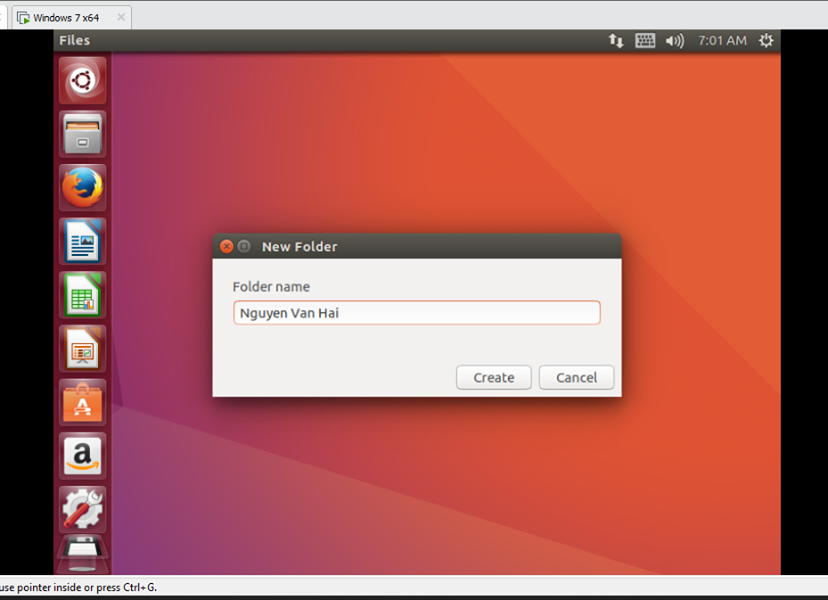 Windows 7 x64
Files
7:01 AM
New Folder
Folder name
Nguyen Van Hai
Create
Cancel
a
use pointer inside or press Ctrl+G.